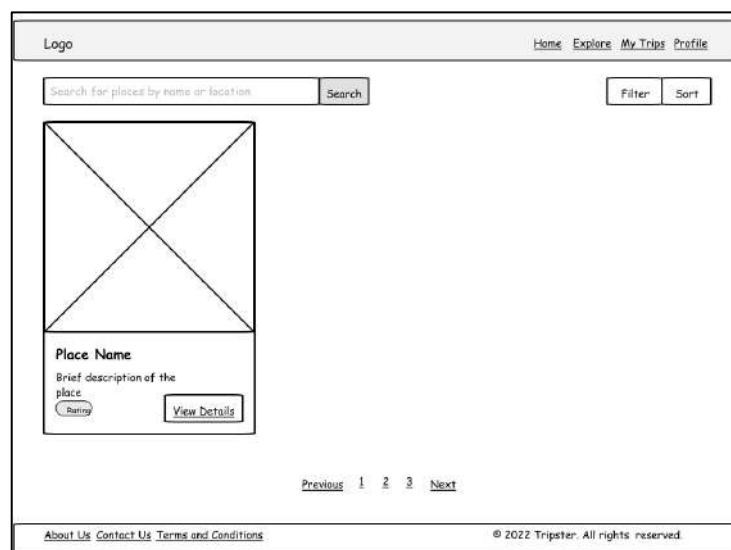 Logo
Home Explore My Trips Profile
Search for places by name or location
Search
Filter
Sort
Place Name
Brief description of the
place
Rating
View Details
Previous 1 2 3 Next
About Us Contact Us Terms and Conditions
© 2022 Tripster. All rights reserved.